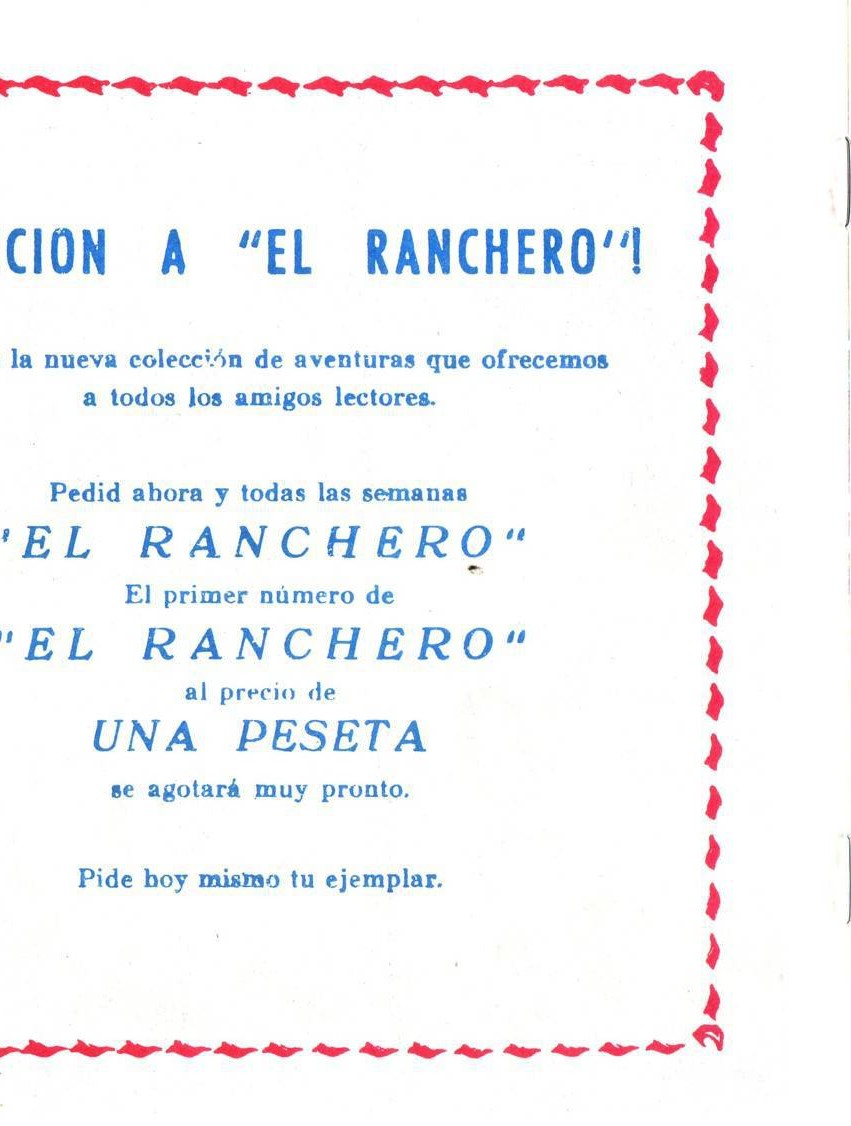 CION A "EL RANCHERO"!
la nueva colección de aventuras que ofrecemos
a todos los amigos lectores.
Pedid ahora y todas las semanas
"EL RANCHERO"
El primer número de
"EL RANCHERO"
al precio de
UNA PESETA
se agotará muy pronto.
Pide hoy mismo tu ejemplar.